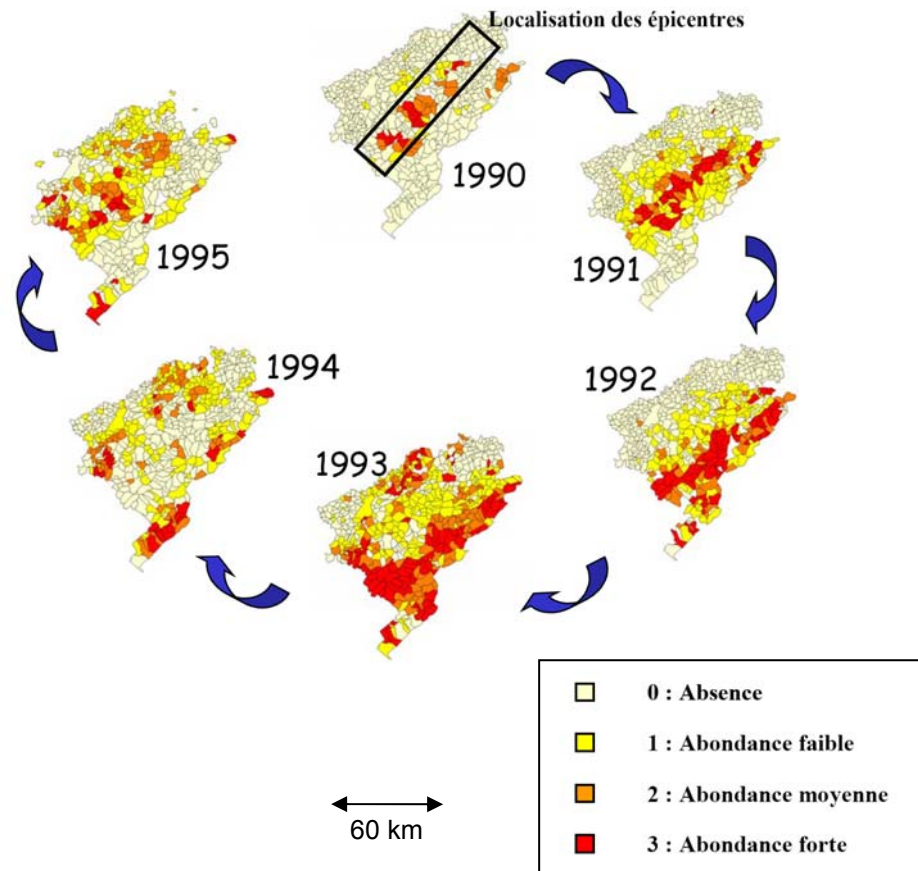 Localisation des épicentres
1990
1991
1992
1993
1994
1995
60 km
0 : Absence
1 : Abondance faible
2 : Abondance moyenne
3 : Abondance forte